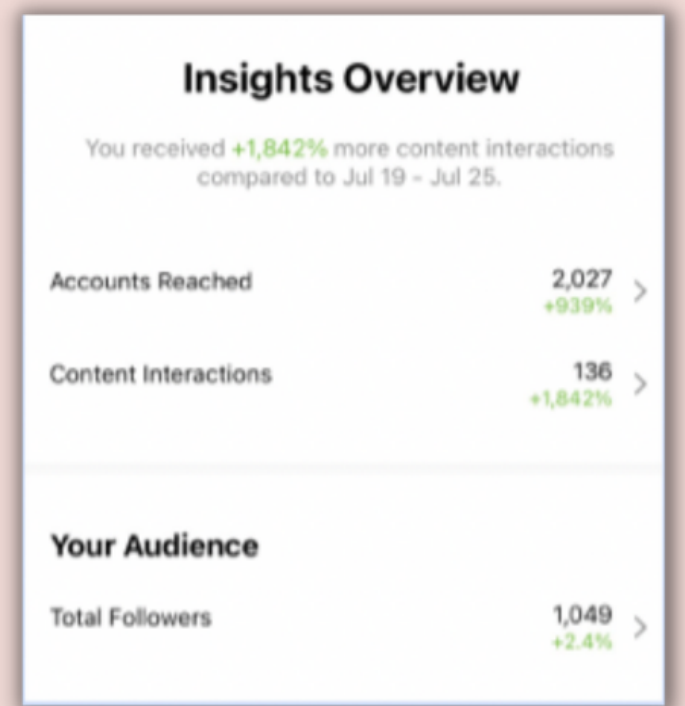 Insights Overview
You received +1,842% more content interactions
compared to Jul 19 - Jul 25.
Accounts Reached
2,027
+939%
Content Interactions
136
+1,842%
Your Audience
Total Followers
1,049
+2.4%